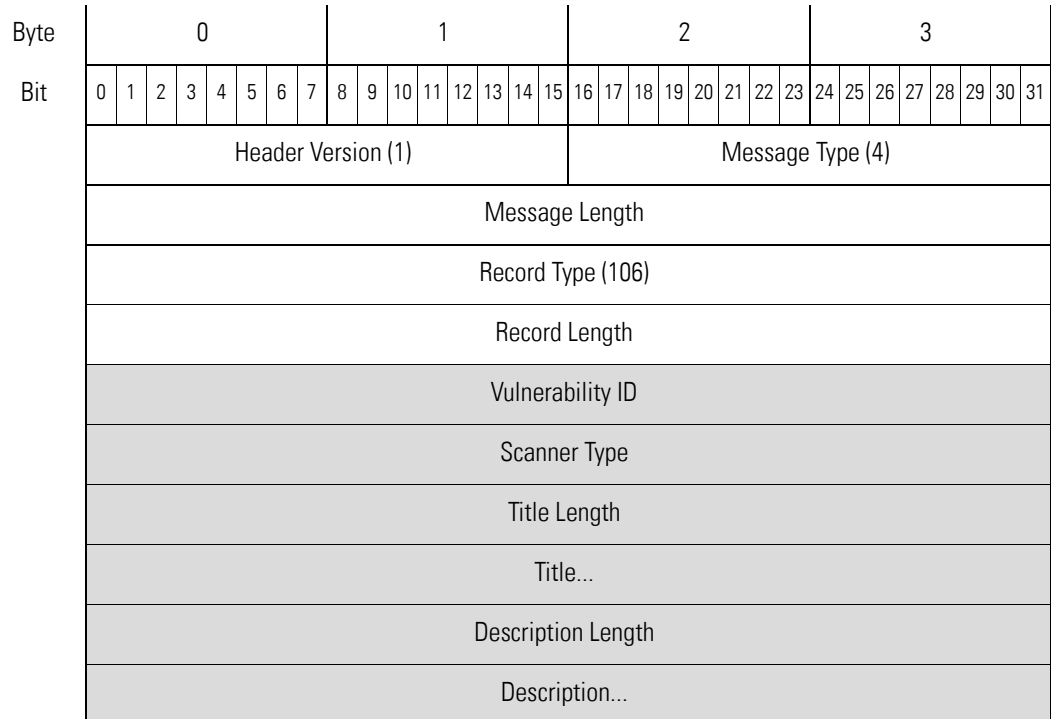 Byte 0 1 2 3
Bit 0 1 2 3 4 5 6 7 8 9 10 11 12 13 14 15 16 17 18 19 20 21 22 23 24 25 26 27 28 29 30 31
Header Version (1) Message Type (4)
Message Length
Record Type (106)
Record Length
Vulnerability ID
Scanner Type
Title Length
Title...
Description Length
Description...